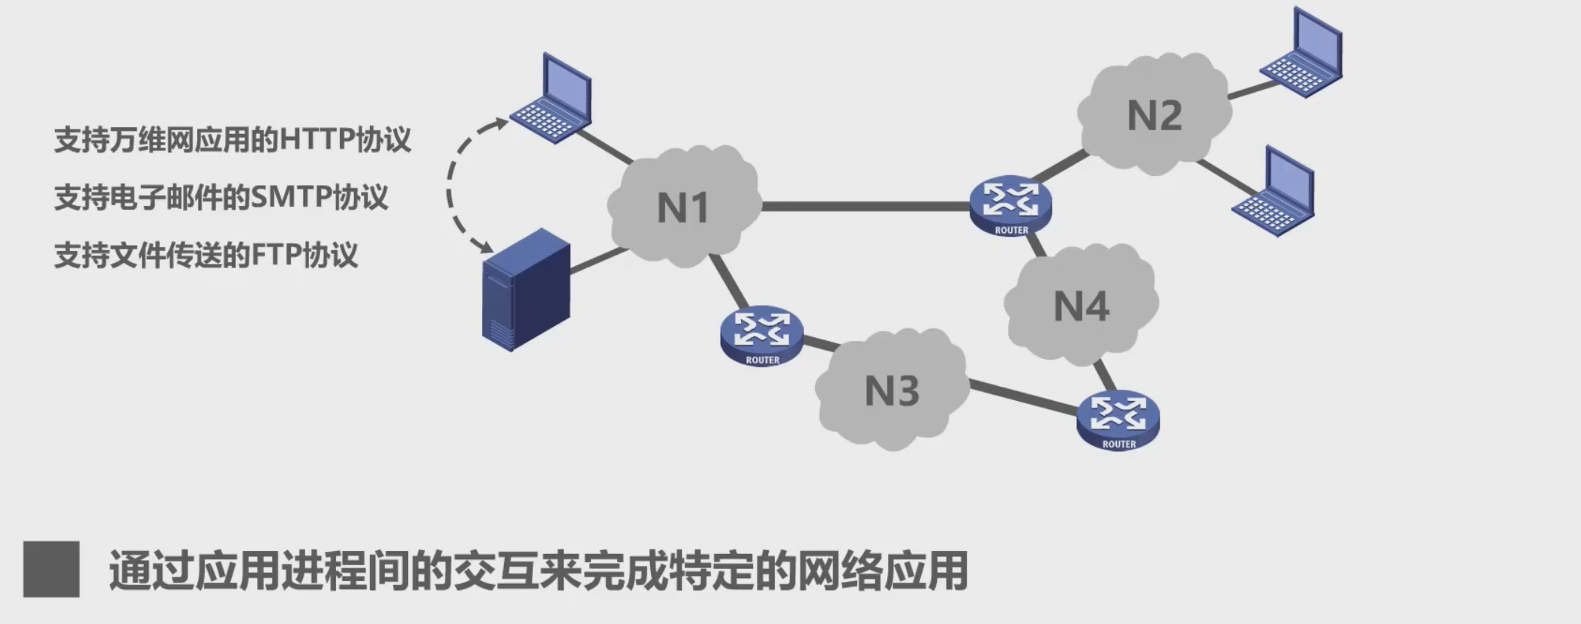 支持万维网应用的HTTP协议
支持电子邮件的SMTP协议
支持文件传送的FTP协议
N1
N2
ROUTER
N4
ROUTER
N3
ROUTER
通过应用进程间的交互来完成特定的网络应用